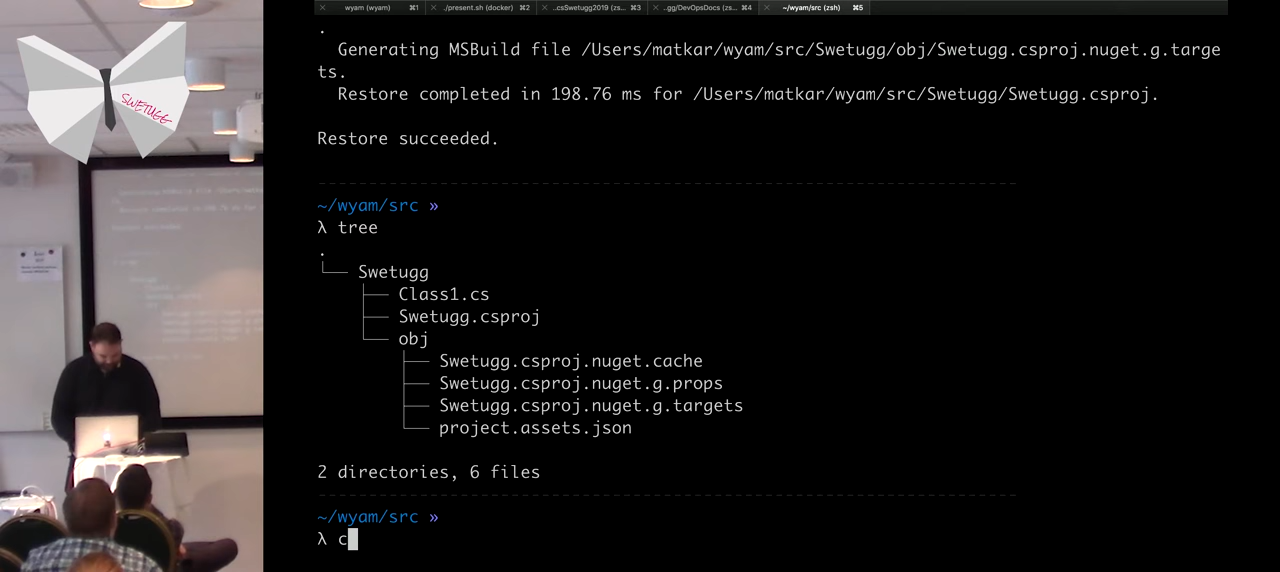 wyam (wyam) ⌘1 ./present.sh (docker) ⌘2 ..csSwetugg2019 (zs... ⌘3 ..gg/DevOpsDocs (zs... ⌘4 ~/wyam/src (zsh) ⌘5
SWETUGG
.
Generating MSBuild file /Users/matkar/wyam/src/Swetugg/obj/Swetugg.csproj.nuget.g.targe
ts.
Restore completed in 198.76 ms for /Users/matkar/wyam/src/Swetugg/Swetugg.csproj.
Restore succeeded.
~/wyam/src »
λ tree
.
└── Swetugg
├── Class1.cs
├── Swetugg.csproj
└── obj
├── Swetugg.csproj.nuget.cache
├── Swetugg.csproj.nuget.g.props
├── Swetugg.csproj.nuget.g.targets
└── project.assets.json
2 directories, 6 files
~/wyam/src »
λ c